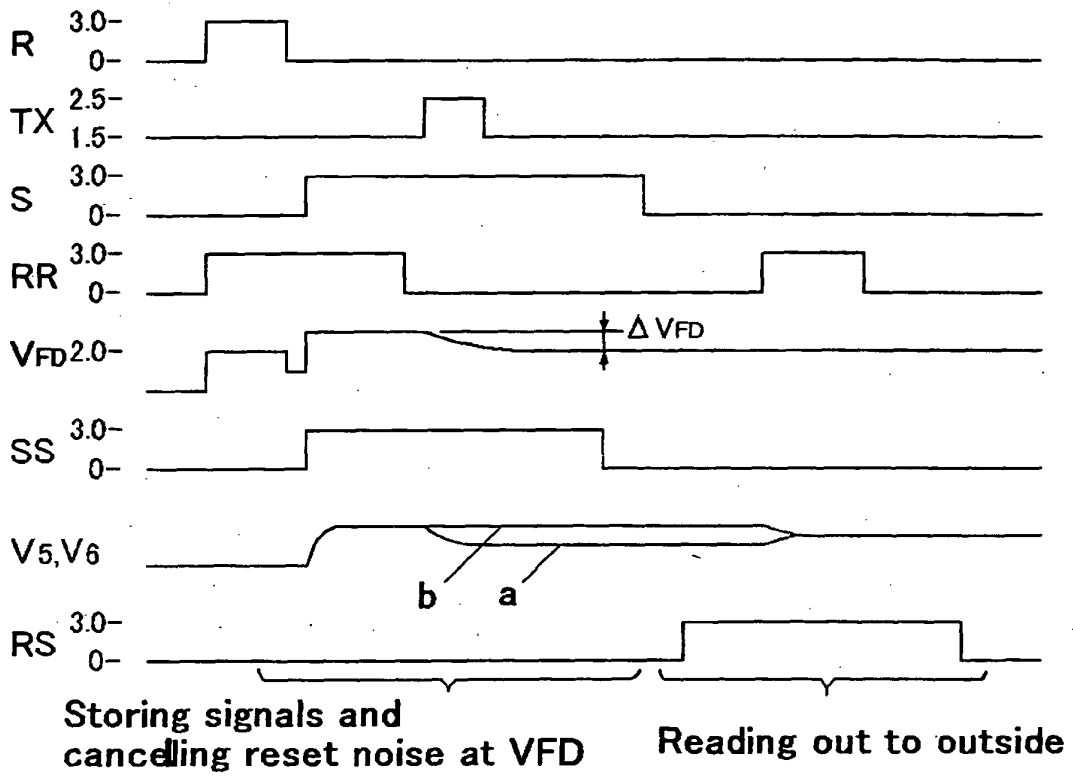 R 3.0-
0-
TX 2.5-
1.5-
S 3.0-
0-
RR 3.0-
0-
VFD 2.0-
Δ VFD
SS 3.0-
0-
V5,V6
b a
RS 3.0-
0-
Storing signals and
cancelling reset noise at VFD
Reading out to outside